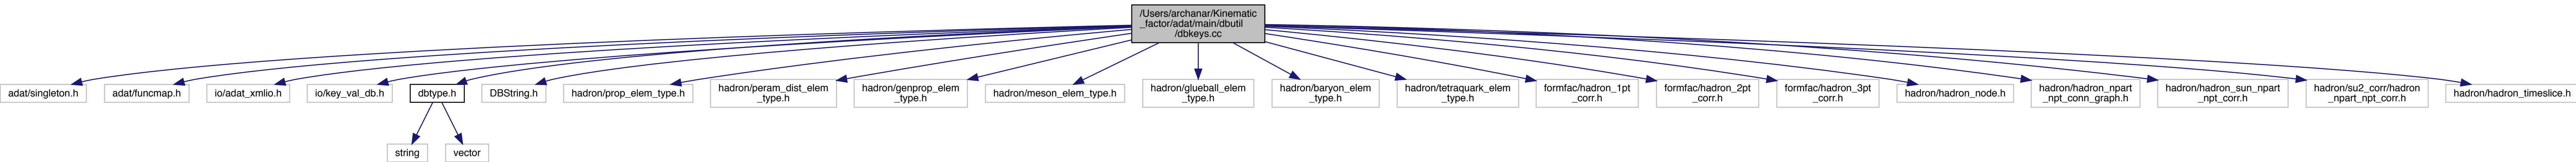 /Users/archanar/Kinematic
_factor/adat/main/dbutil
/dbkeys.cc
adat/singleton.h
adat/funcmap.h
io/adat_xmlio.h
io/key_val_db.h
dbtype.h
DBString.h
hadron/prop_elem_type.h
hadron/peram_dist_elem
_type.h
hadron/genprop_elem
_type.h
hadron/meson_elem_type.h
hadron/glueball_elem
_type.h
hadron/baryon_elem
_type.h
hadron/tetraquark_elem
_type.h
formfac/hadron_1pt
_corr.h
formfac/hadron_2pt
_corr.h
formfac/hadron_3pt
_corr.h
hadron/hadron_node.h
hadron/hadron_npart
_npt_conn_graph.h
hadron/hadron_sun_npart
_npt_corr.h
hadron/su2_corr/hadron
_npart_npt_corr.h
hadron/hadron_timeslice.h
string
vector